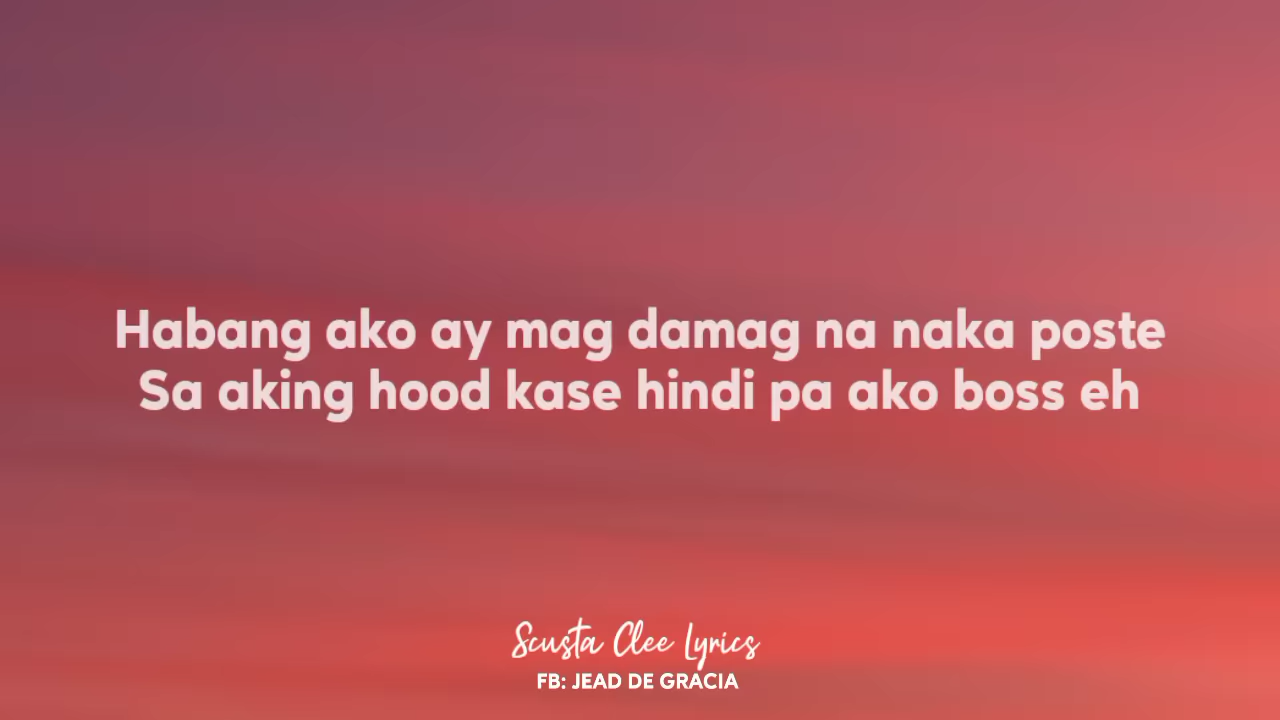 Habang ako ay mag damag na naka poste
Sa aking hood kase hindi pa ako boss eh
Scusta Clee Lyrics
FB: JEAD DE GRACIA